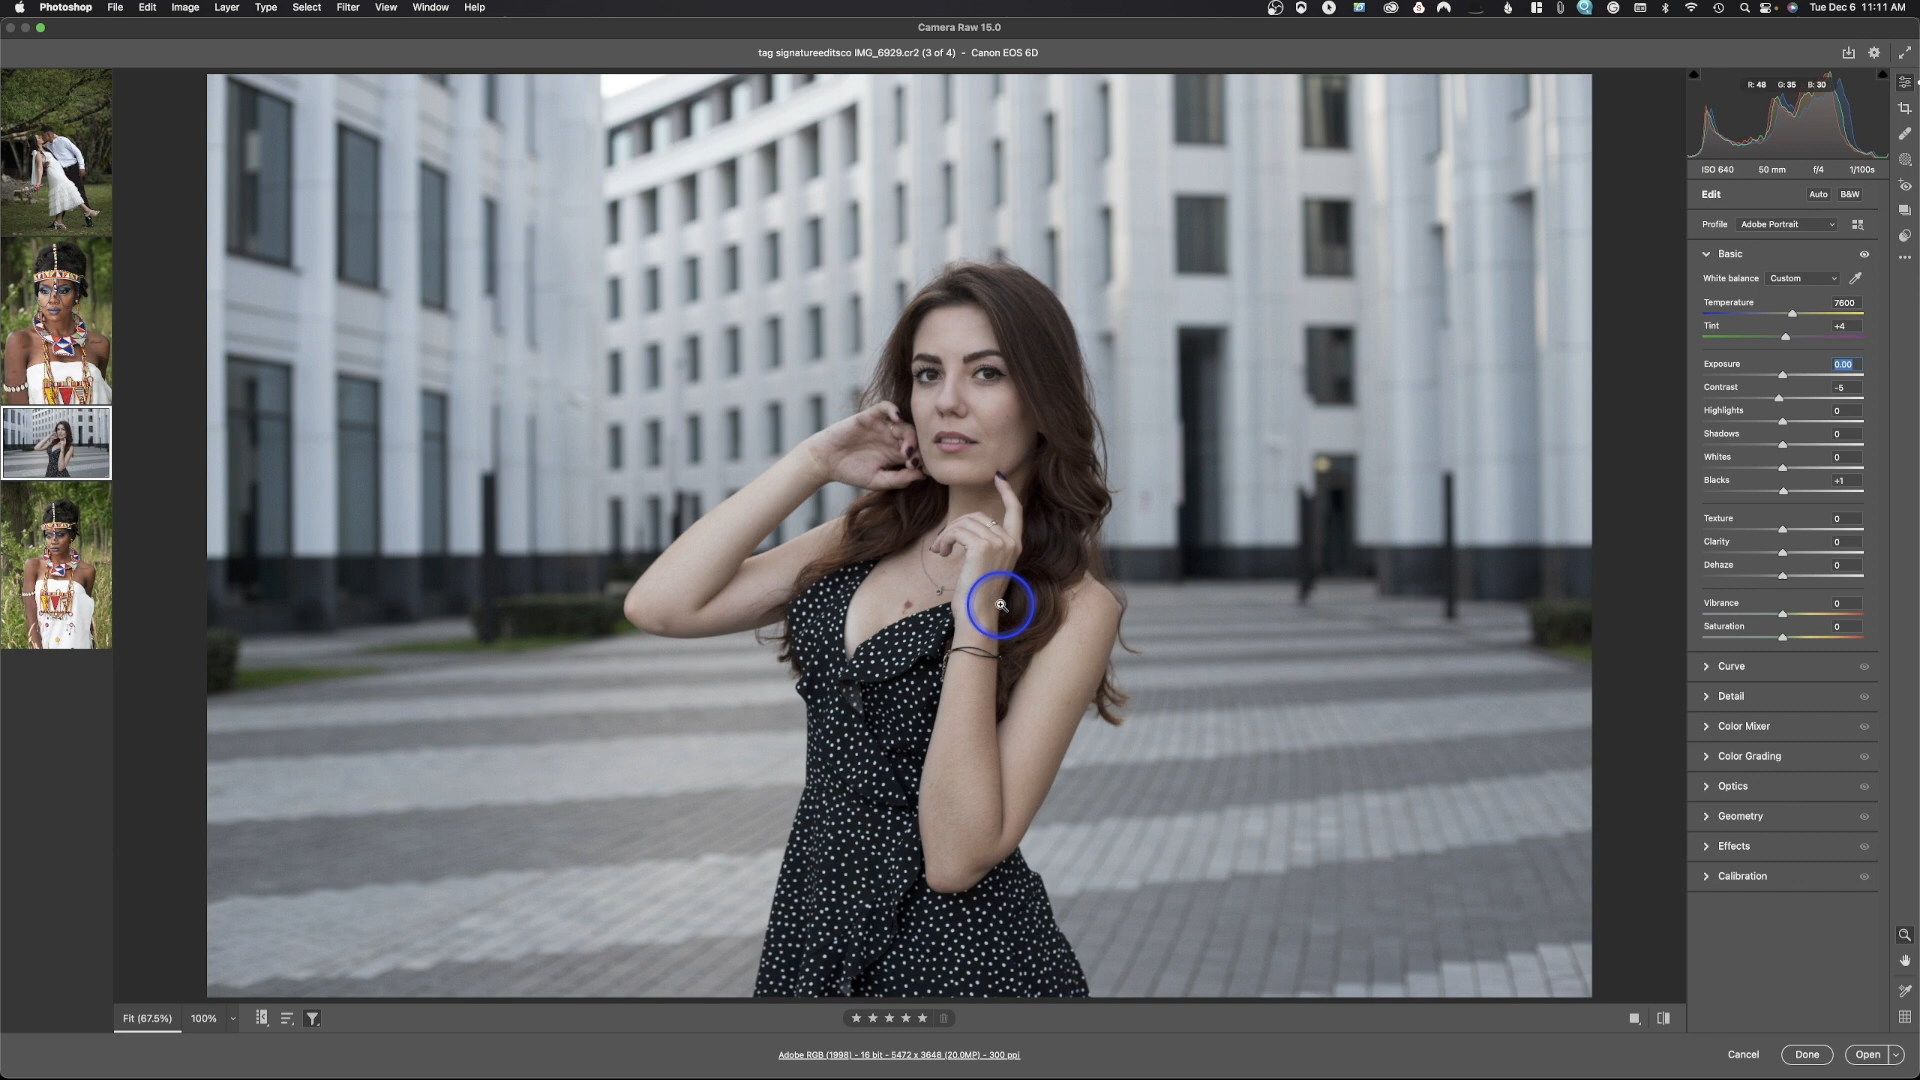 Photoshop File Edit Image Layer Type Select Filter View Window Help Tue Dec 6 11:11 AM
Camera Raw 15.0
tag signatureeditsco IMG_6929.cr2 (3 of 4) - Canon EOS 6D
R: 48 G: 35 B: 30
ISO 640 50 mm f/4 1/100s
Edit Auto B&W
Profile Adobe Portrait
Basic
White balance Custom
Temperature 7600
Tint +4
Exposure 0.00
Contrast -5
Highlights 0
Shadows 0
Whites 0
Blacks +1
Texture 0
Clarity 0
Dehaze 0
Vibrance 0
Saturation 0
Curve
Detail
Color Mixer
Color Grading
Optics
Geometry
Effects
Calibration
Fit (67.5%) 100%
Adobe RGB (1998) - 16 bit - 5472 x 3648 (20.0MP) - 300 ppi
Cancel Done Open